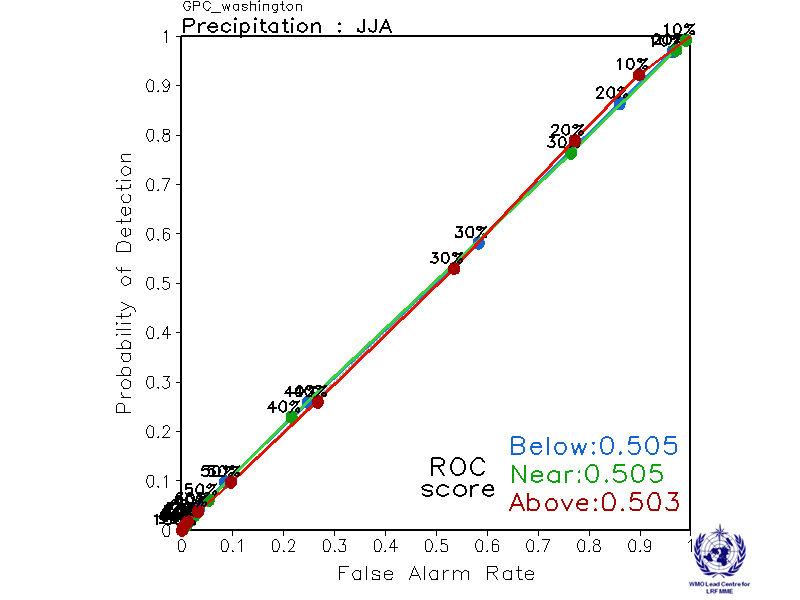 GPC_washington
Precipitation : JJA
Probability of Detection
1
0.9
0.8
0.7
0.6
0.5
0.4
0.3
0.2
0.1
0
10%
10%
20%
20%
30%
30%
30%
40%
40%
50%
50%
ROC
score
Below:0.505
Near:0.505
Above:0.503
0 0.1 0.2 0.3 0.4 0.5 0.6 0.7 0.8 0.9 1
False Alarm Rate
WMO Lead Centre for
LRF MME